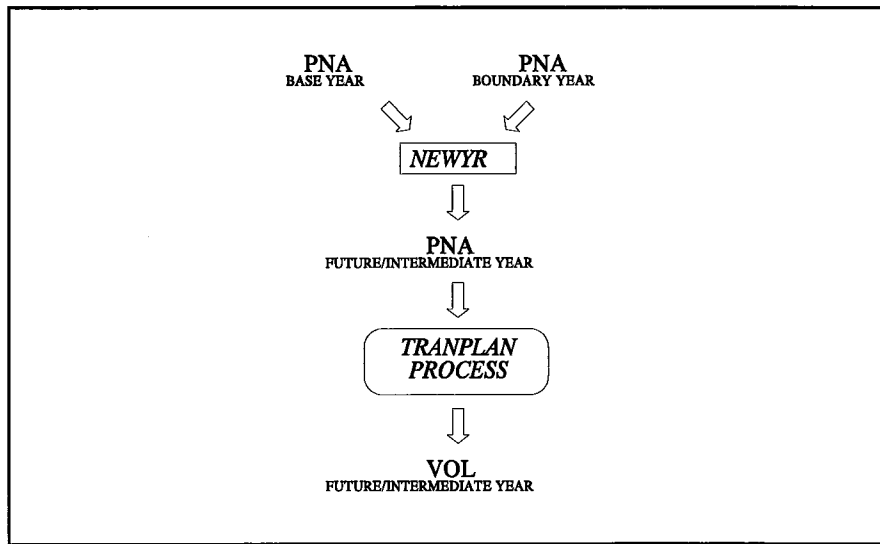 PNA
BASE YEAR
PNA
BOUNDARY YEAR
NEWYR
PNA
FUTURE/INTERMEDIATE YEAR
TRANPLAN
PROCESS
VOL
FUTURE/INTERMEDIATE YEAR